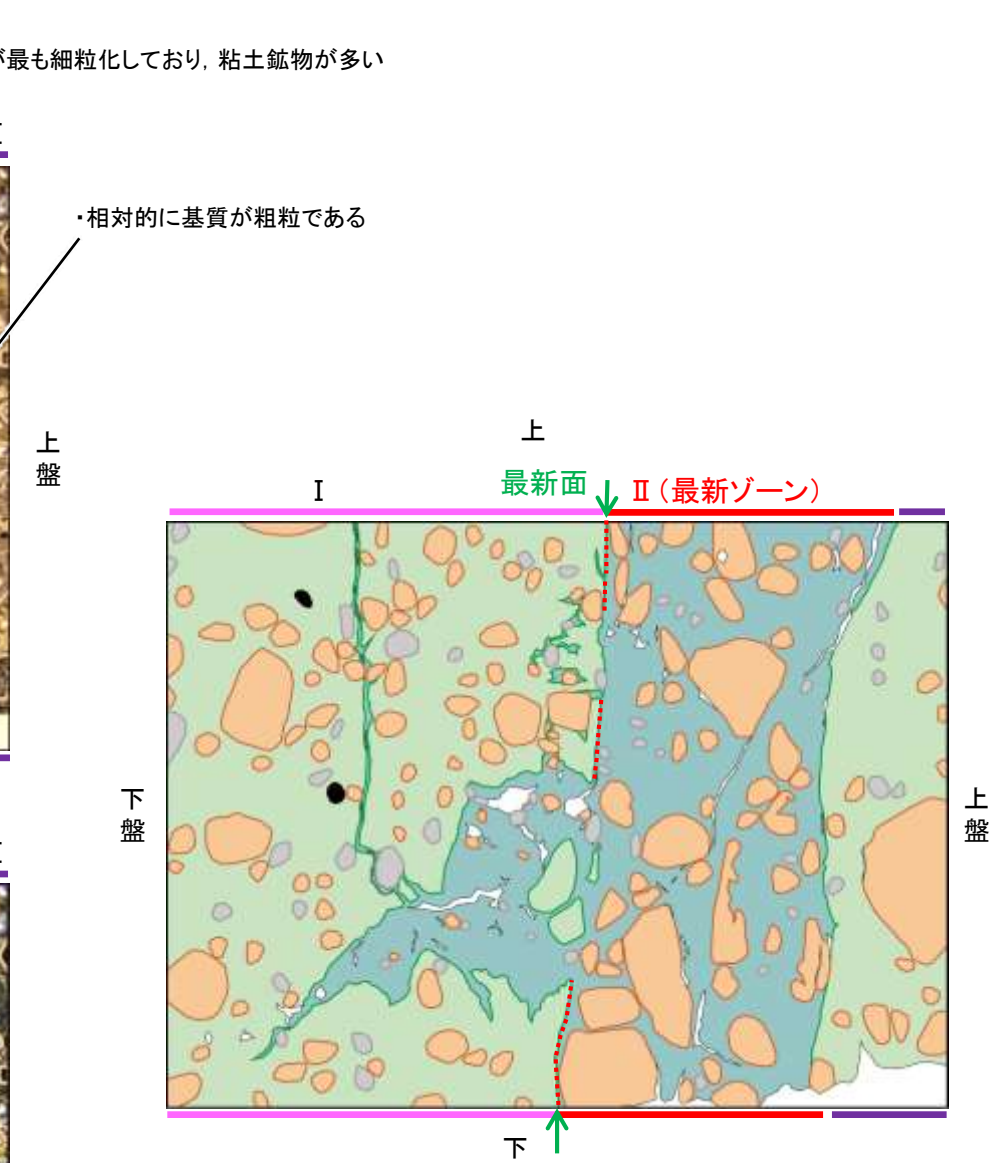 最も細粒化しており，粘土鉱物が多い
・相対的に基質が粗粒である
上盤
上
最新面
Ⅰ
Ⅱ（最新ゾーン）
下盤
上盤
下